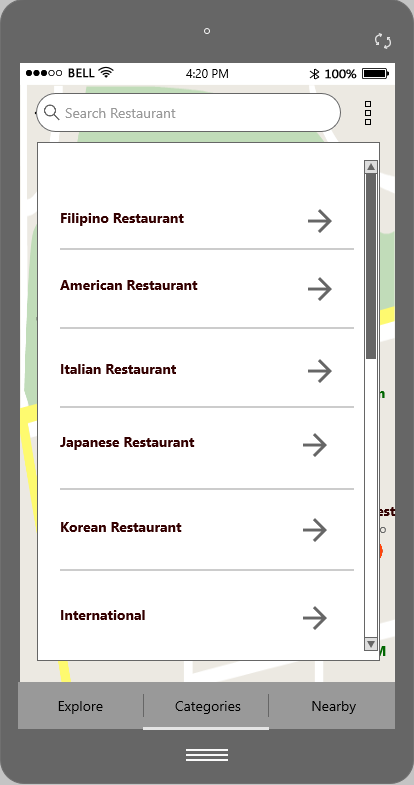 BELL 4:20 PM 100%
Search Restaurant
Filipino Restaurant
American Restaurant
Italian Restaurant
Japanese Restaurant
Korean Restaurant
International
Explore Categories Nearby